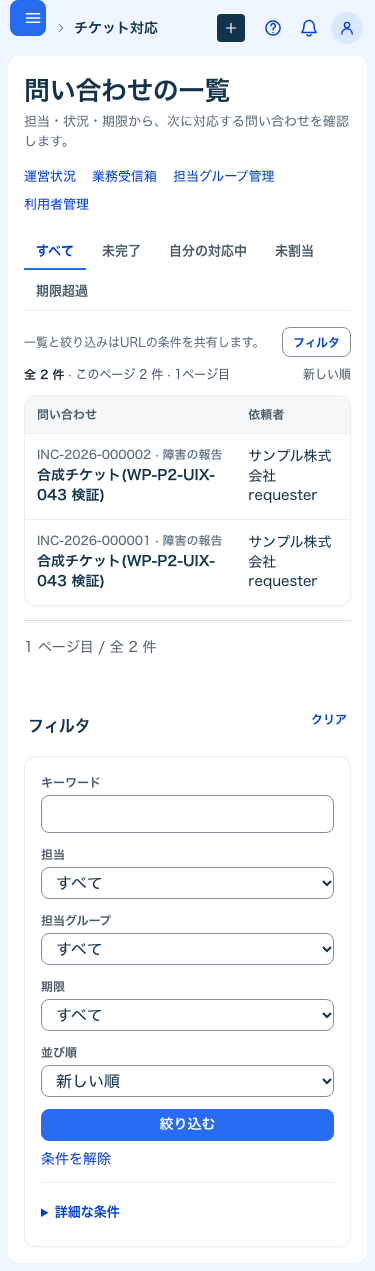 チケット対応
問い合わせの一覧
担当・状況・期限から、次に対応する問い合わせを確認
します。
運営状況 業務受信箱 担当グループ管理
利用者管理
すべて 未完了 自分の対応中 未割当
期限超過
一覧と絞り込みはURLの条件を共有します。 フィルタ
全 2 件 · このページ 2 件 · 1ページ目 新しい順
問い合わせ 依頼者
INC-2026-000002 · 障害の報告 サンプル株式
合成チケット(WP-P2-UIX- 会社
043 検証) requester
INC-2026-000001 · 障害の報告 サンプル株式
合成チケット(WP-P2-UIX- 会社
043 検証) requester
1 ページ目 / 全 2 件
フィルタ クリア
キーワード
担当
すべて
担当グループ
すべて
期限
すべて
並び順
新しい順
絞り込む
条件を解除
詳細な条件